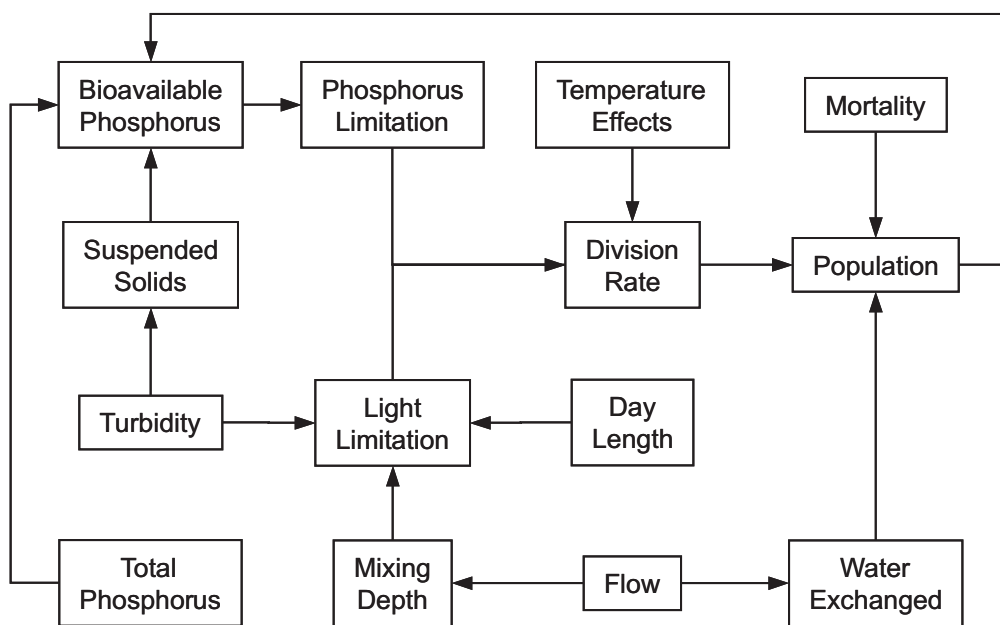 Bioavailable
Phosphorus
Phosphorus
Limitation
Temperature
Effects
Mortality
Suspended
Solids
Division
Rate
Population
Turbidity
Light
Limitation
Day
Length
Total
Phosphorus
Mixing
Depth
Flow
Water
Exchanged